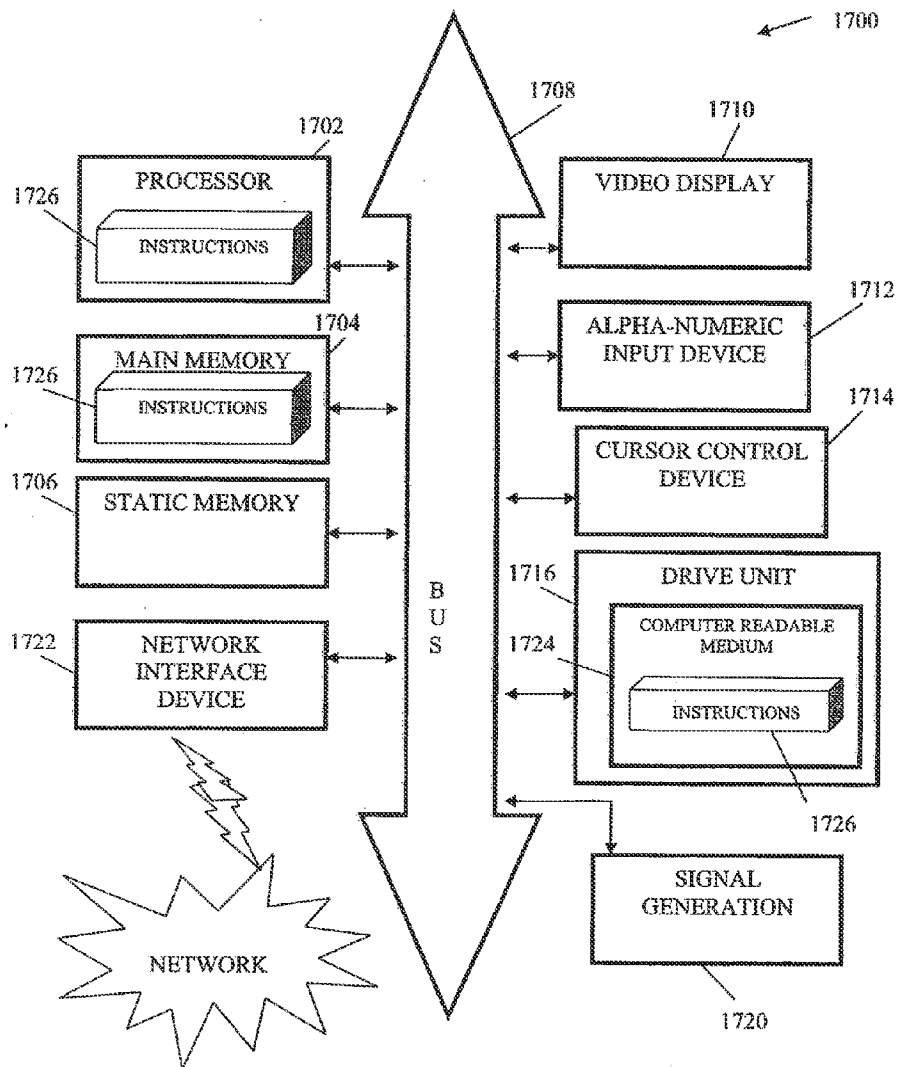 1700
1708
1702
PROCESSOR
1726
INSTRUCTIONS
1704
MAIN MEMORY
1726
INSTRUCTIONS
1706
STATIC MEMORY
1722
NETWORK
INTERFACE
DEVICE
NETWORK
B
U
S
1710
VIDEO DISPLAY
1712
ALPHA-NUMERIC
INPUT DEVICE
1714
CURSOR CONTROL
DEVICE
1716
DRIVE UNIT
1724
COMPUTER READABLE
MEDIUM
INSTRUCTIONS
1726
SIGNAL
GENERATION
1720